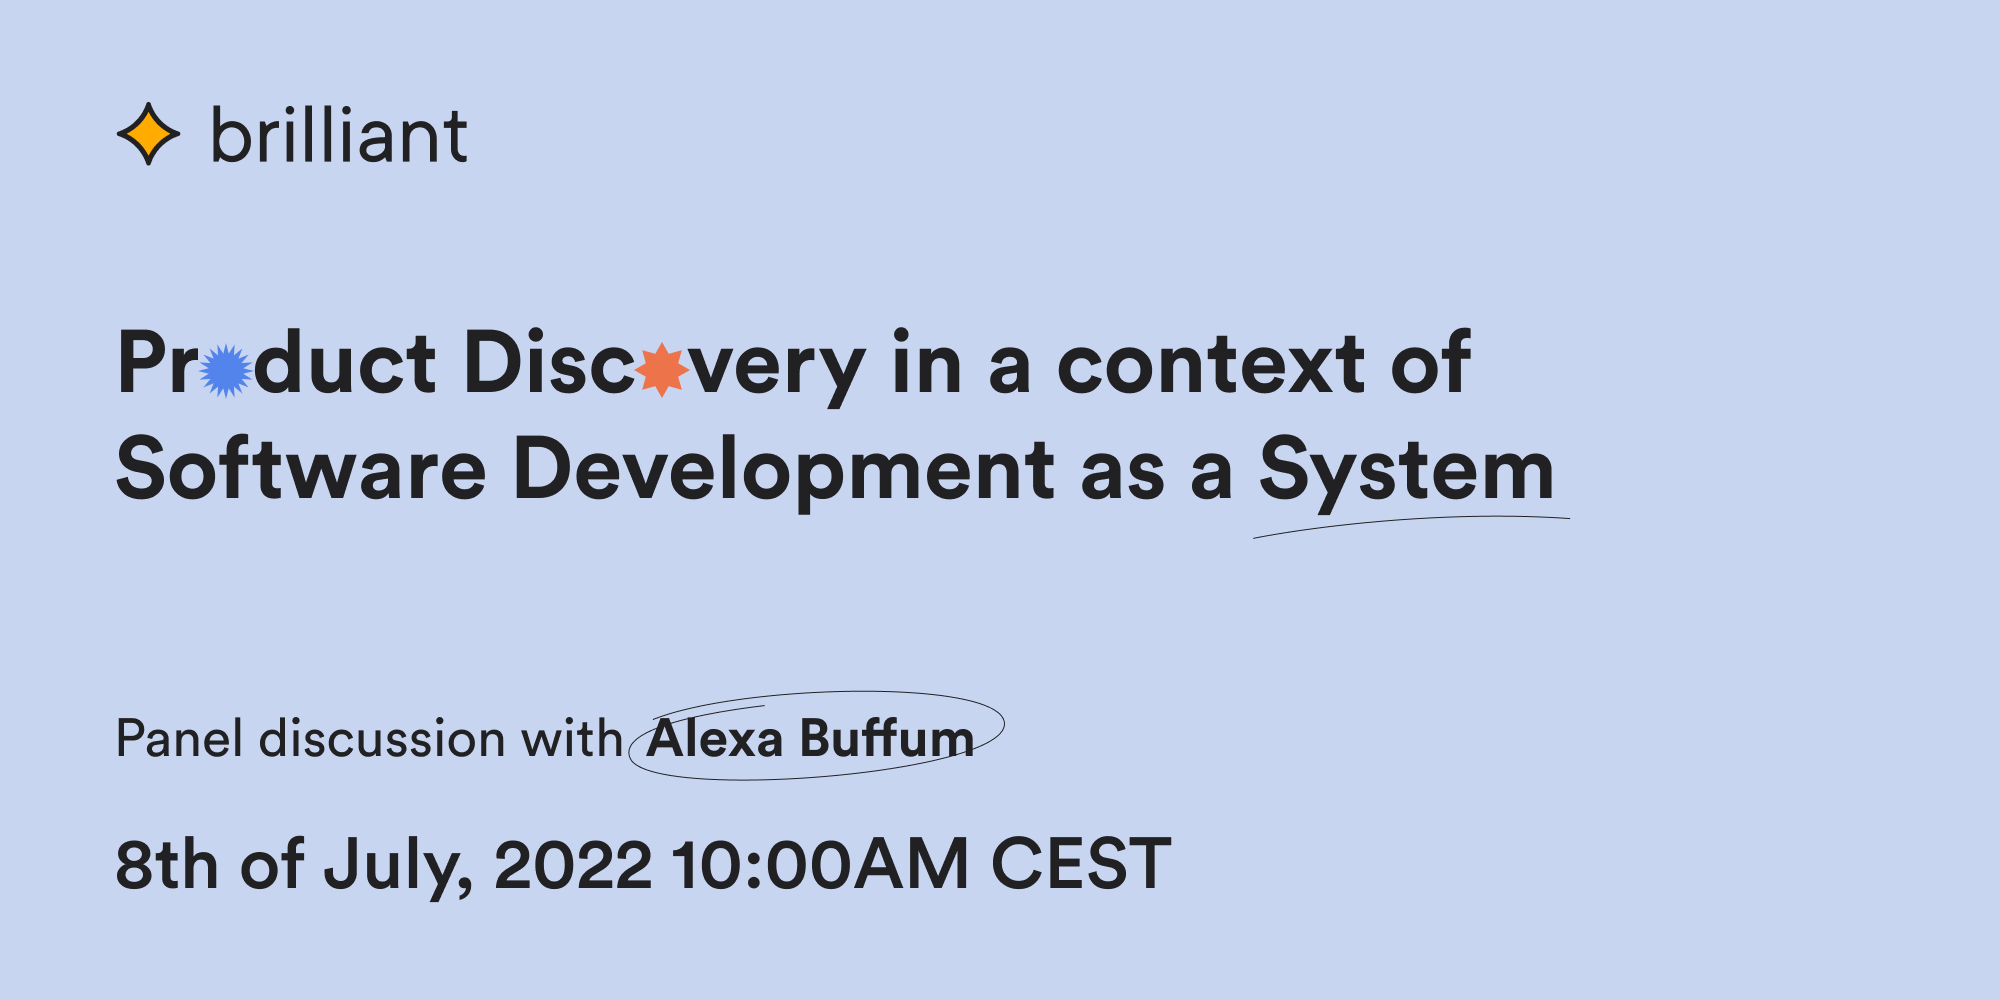 brilliant
Product Discovery in a context of
Software Development as a System
Panel discussion with Alexa Buffum
8th of July, 2022 10:00AM CEST